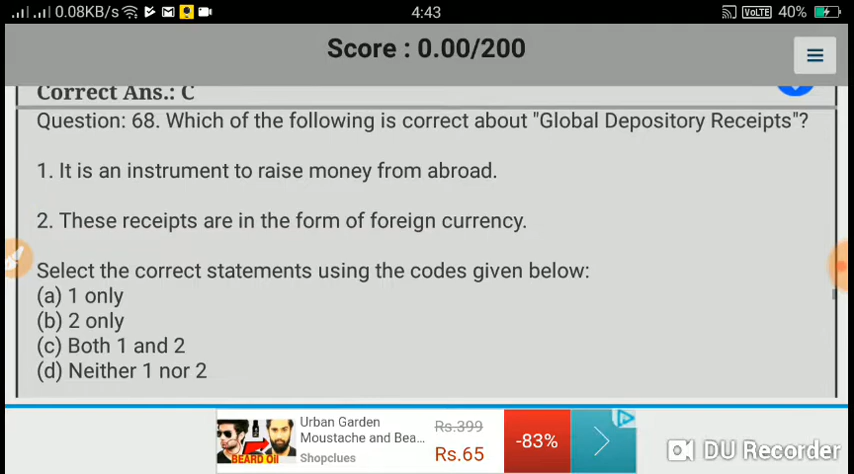 0.08KB/s 4:43 VoLTE 40%
Score : 0.00/200
Correct Ans.: C
Question: 68. Which of the following is correct about "Global Depository Receipts"?
1. It is an instrument to raise money from abroad.
2. These receipts are in the form of foreign currency.
Select the correct statements using the codes given below:
(a) 1 only
(b) 2 only
(c) Both 1 and 2
(d) Neither 1 nor 2
BEARD Oil
Urban Garden
Moustache and Bea...
Shopclues
Rs.399
Rs.65
-83%
DU Recorder